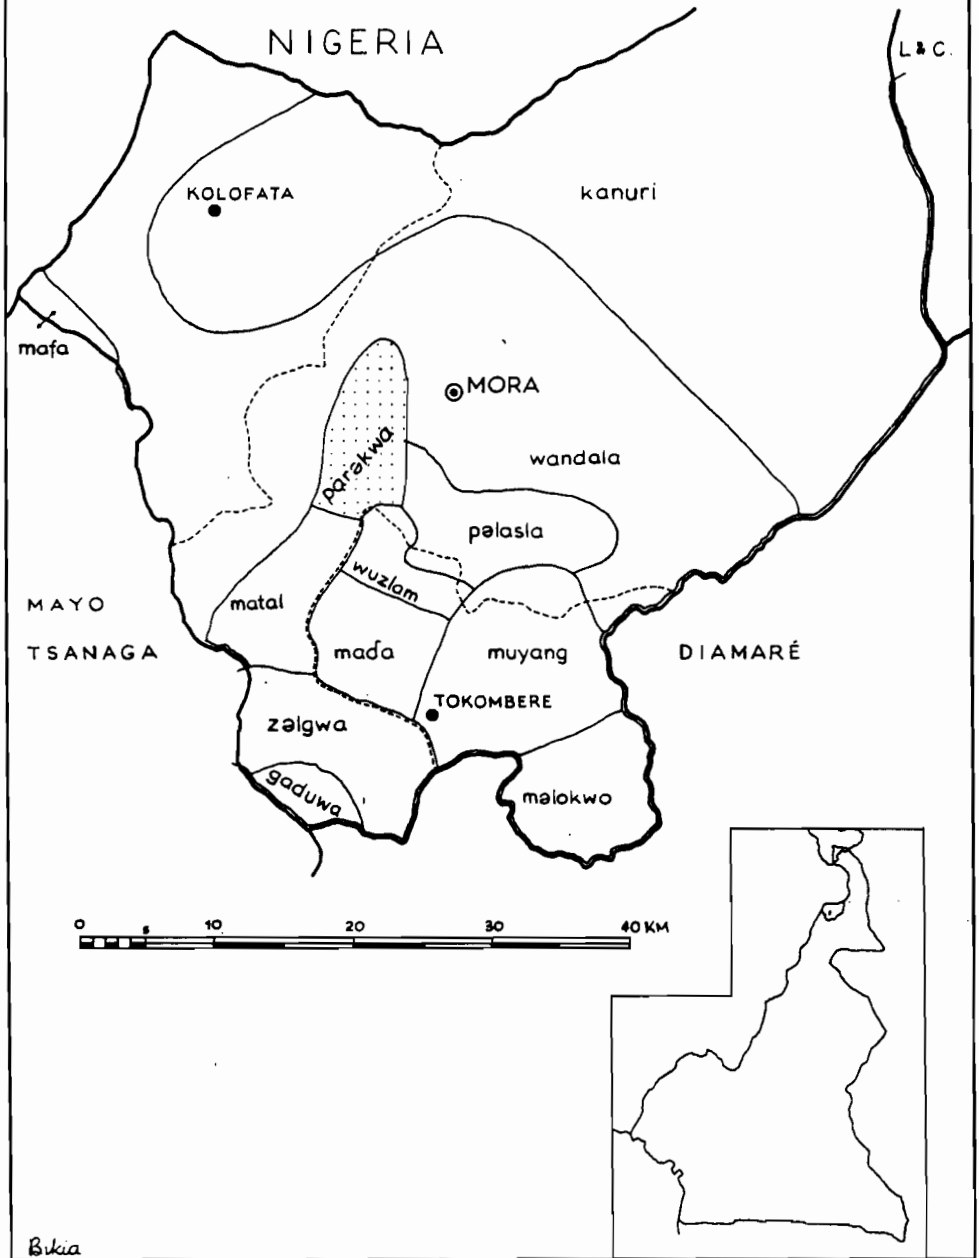 NIGERIA
L & C.
KOLOFATA
kanuri
mafa
MORA
parəkwa
wandala
pəlasla
wuzlam
MAYO
TSANAGA
matal
maɗa
muyang
DIAMARÉ
TOKOMBERE
zəlgwa
gaduwa
məlokwo
0 5 10 20 30 40 KM
Bikia